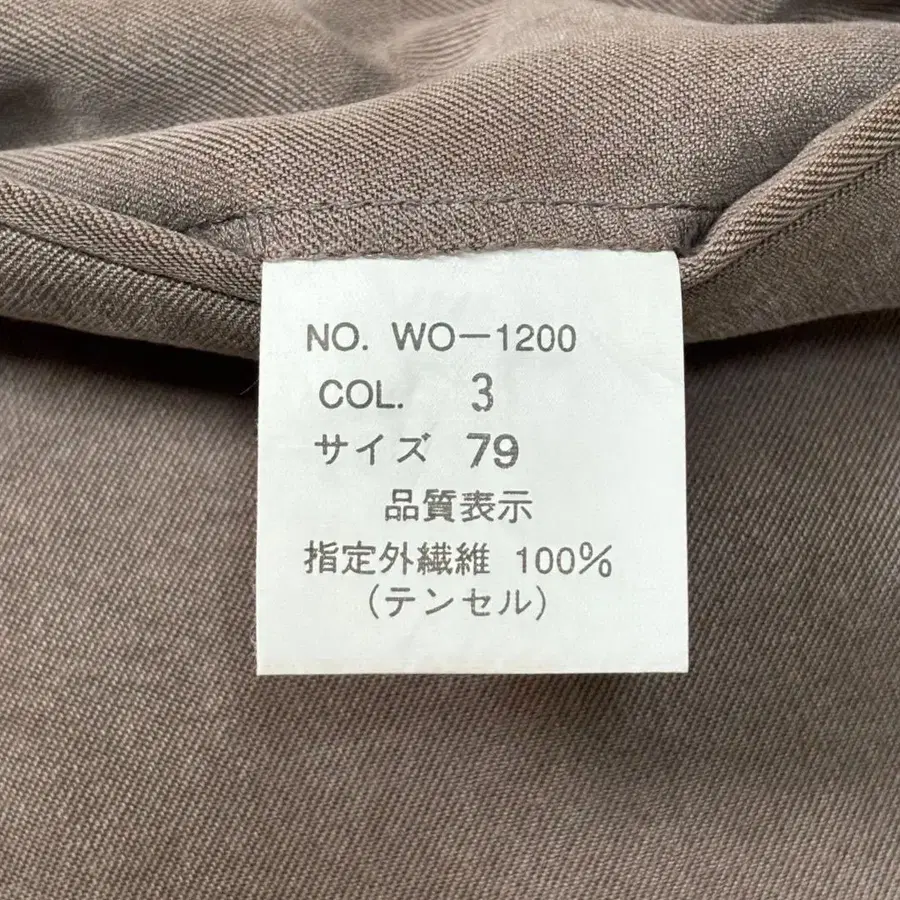 NO. WO-1200
COL. 3
サイズ 79
品質表示
指定外繊維 100%
(テンセル)